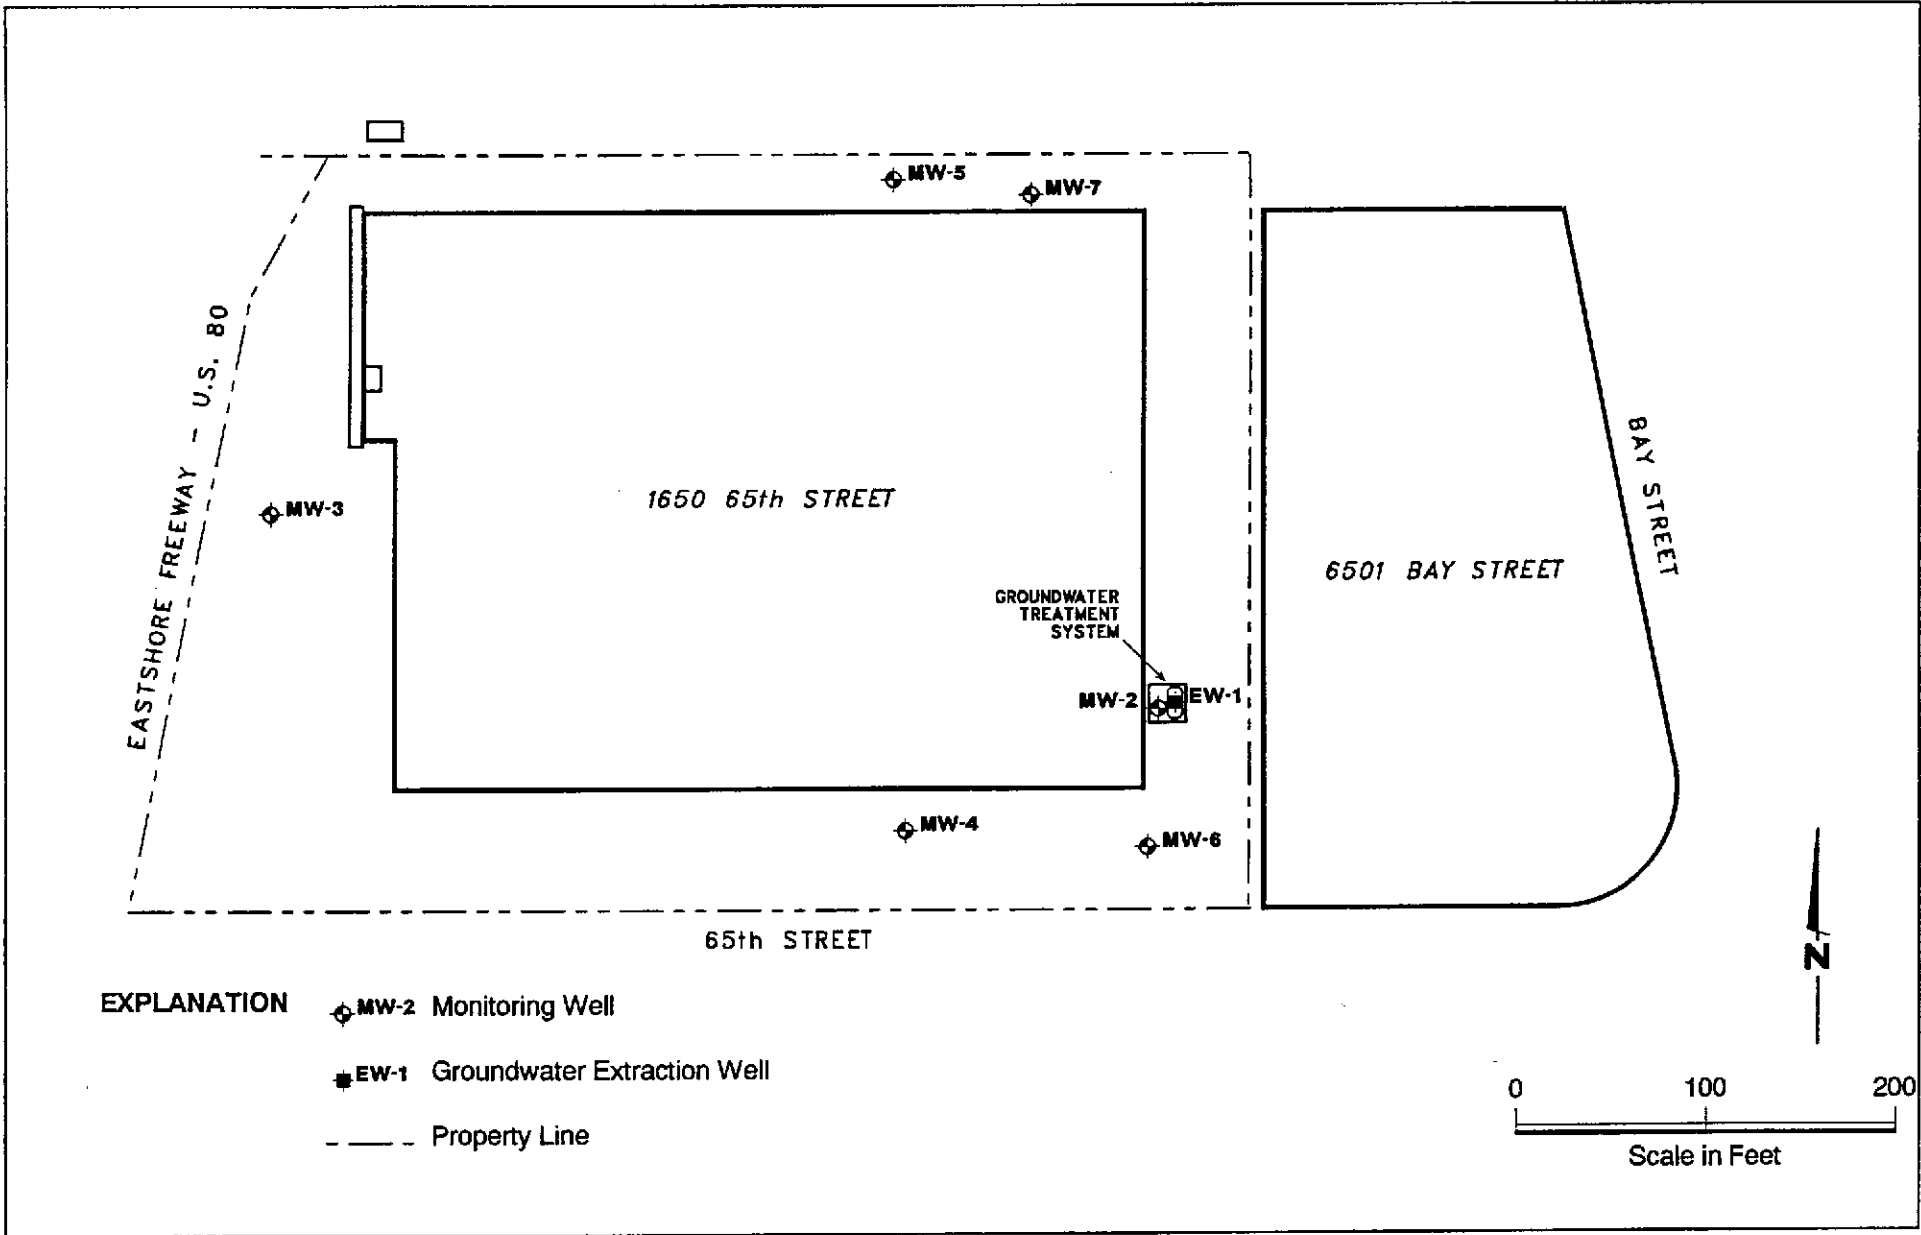 MW-5
MW-7
EASTSHORE FREEWAY - U.S. 80
MW-3
1650 65th STREET
BAY STREET
6501 BAY STREET
GROUNDWATER
TREATMENT
SYSTEM
MW-2
EW-1
MW-4
MW-6
65th STREET
N
EXPLANATION
MW-2 Monitoring Well
EW-1 Groundwater Extraction Well
Property Line
0 100 200
Scale in Feet